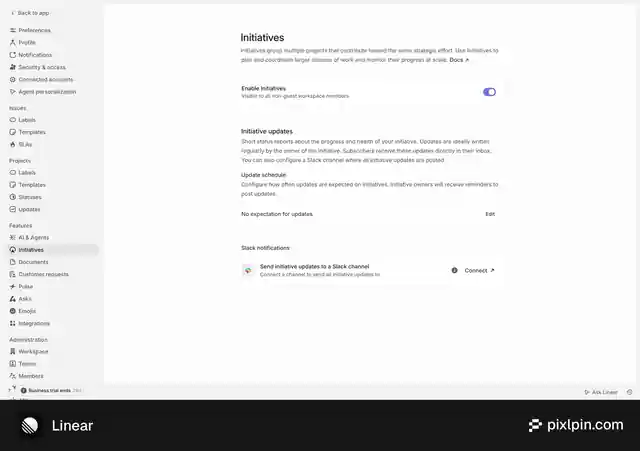 Back to app
Preferences
Profile
Notifications
Security & access
Connected accounts
Agent personalization
Issues
Labels
Templates
SLAs
Projects
Labels
Templates
Statuses
Updates
Features
AI & Agents
Initiatives
Documents
Customer requests
Pulse
Asks
Emojis
Integrations
Administration
Workspace
Teams
Members
Business trial ends
Initiatives
Initiatives group multiple projects that contribute toward the same strategic effort. Use Initiatives to
plan and coordinate larger streams of work and monitor their progress at scale. Docs ↗
Enable Initiatives
Visible to all non-guest workspace members
Initiative updates
Short status reports about the progress and health of your initiative. Updates are ideally written
regularly by the owner of the initiative. Subscribers receive these updates directly in their inbox.
You can also configure a Slack channel where all initiative updates are posted
Update schedule
Configure how often updates are expected on initiatives. Initiative owners will receive reminders to
post updates.
No expectation for updates
Edit
Slack notifications
Send initiative updates to a Slack channel
Connect a channel to send all initiative updates to
Connect ↗
Ask Linear
Linear
pixlpin.com